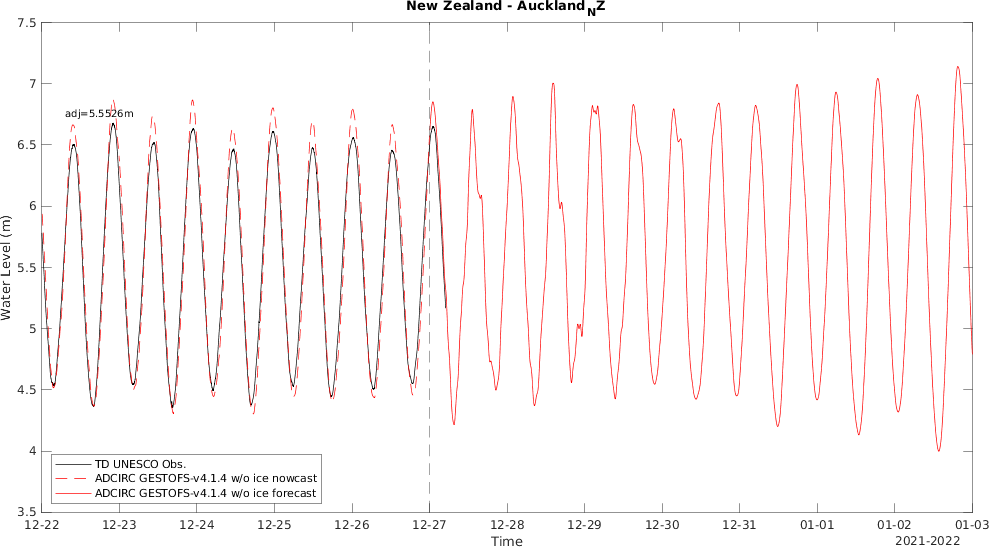 New Zealand - Auckland_NZ
7.5
7
6.5
6
5.5
5
4.5
4
3.5
Water Level (m)
adj=5.5526m
TD UNESCO Obs.
ADCIRC GESTOFS-v4.1.4 w/o ice nowcast
ADCIRC GESTOFS-v4.1.4 w/o ice forecast
12-22 12-23 12-24 12-25 12-26 12-27 12-28 12-29 12-30 12-31 01-01 01-02 01-03
Time
2021-2022